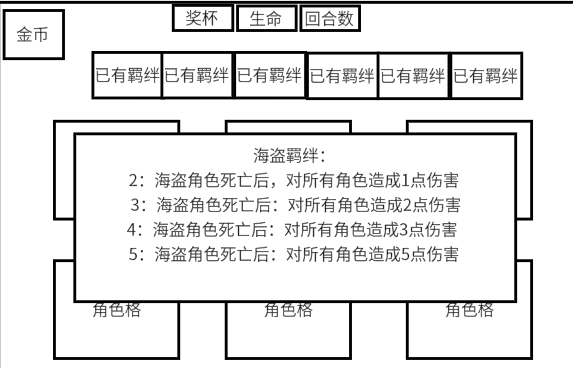 奖杯 生命 回合数
金币
已有羁绊 已有羁绊 已有羁绊 已有羁绊 已有羁绊 已有羁绊
海盗羁绊：
2：海盗角色死亡后，对所有角色造成1点伤害
3：海盗角色死亡后：对所有角色造成2点伤害
4：海盗角色死亡后：对所有角色造成3点伤害
5：海盗角色死亡后：对所有角色造成5点伤害
角色格 角色格 角色格